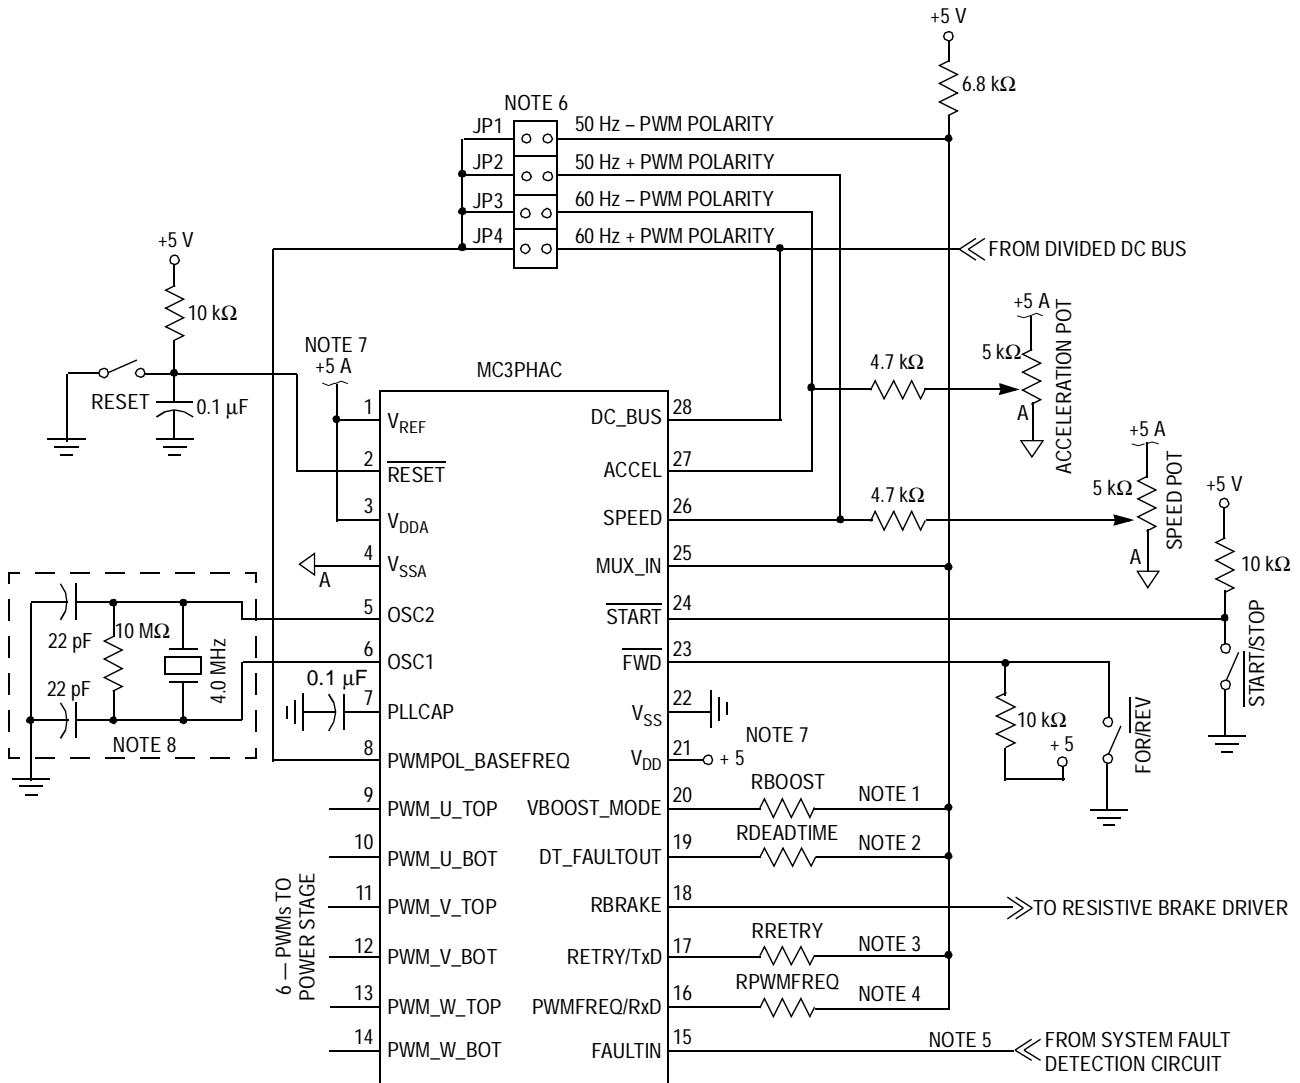 +5 V
6.8 kΩ
NOTE 6
JP1 50 Hz – PWM POLARITY
JP2 50 Hz + PWM POLARITY
JP3 60 Hz – PWM POLARITY
JP4 60 Hz + PWM POLARITY
FROM DIVIDED DC BUS
+5 V
10 kΩ
RESET
0.1 µF
NOTE 7
+5 A
MC3PHAC
4.7 kΩ
+5 A
5 kΩ
A
ACCELERATION POT
4.7 kΩ
+5 A
5 kΩ
A
SPEED POT
+5 V
10 kΩ
START/STOP
1 VREF
2 RESET
3 VDDA
4 VSSA
A
5 OSC2
6 OSC1
7 PLLCAP
8 PWMPOL_BASEFREQ
9 PWM_U_TOP
10 PWM_U_BOT
11 PWM_V_TOP
12 PWM_V_BOT
13 PWM_W_TOP
14 PWM_W_BOT
22 pF
10 MΩ
4.0 MHz
22 pF
NOTE 8
0.1 µF
6 — PWMs TO
POWER STAGE
DC_BUS 28
ACCEL 27
SPEED 26
MUX_IN 25
START 24
FWD 23
VSS 22
VDD 21
+ 5
NOTE 7
10 kΩ
+ 5
FOR/REV
VBOOST_MODE 20 RBOOST NOTE 1
DT_FAULTOUT 19 RDEADTIME NOTE 2
RBRAKE 18 TO RESISTIVE BRAKE DRIVER
RETRY/TxD 17 RRETRY NOTE 3
PWMFREQ/RxD 16 RPWMFREQ NOTE 4
FAULTIN 15 NOTE 5 FROM SYSTEM FAULT
DETECTION CIRCUIT